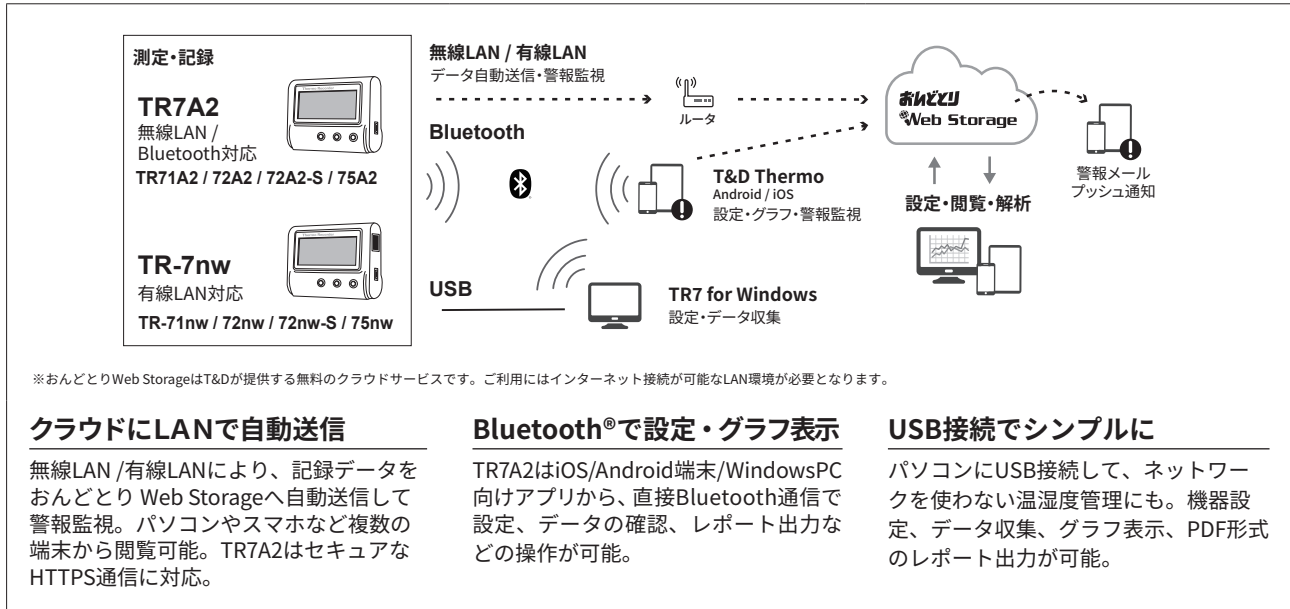 測定・記録
TR7A2
無線LAN /
Bluetooth対応
TR71A2 / 72A2 / 72A2-S / 75A2
TR-7nw
有線LAN対応
TR-71nw / 72nw / 72nw-S / 75nw
無線LAN / 有線LAN
データ自動送信・警報監視
ルータ
Bluetooth
T&D Thermo
Android / iOS
設定・グラフ・警報監視
USB
TR7 for Windows
設定・データ収集
おんどとり
Web Storage
設定・閲覧・解析
警報メール
プッシュ通知
※おんどとりWeb StorageはT&Dが提供する無料のクラウドサービスです。ご利用にはインターネット接続が可能なLAN環境が必要となります。
クラウドにLANで自動送信
無線LAN /有線LANにより、記録データを
おんどとり Web Storageへ自動送信して
警報監視。パソコンやスマホなど複数の
端末から閲覧可能。TR7A2はセキュアな
HTTPS通信に対応。
Bluetooth®で設定・グラフ表示
TR7A2はiOS/Android端末/WindowsPC
向けアプリから、直接Bluetooth通信で
設定、データの確認、レポート出力な
どの操作が可能。
USB接続でシンプルに
パソコンにUSB接続して、ネットワー
クを使わない温湿度管理にも。機器設
定、データ収集、グラフ表示、PDF形式
のレポート出力が可能。